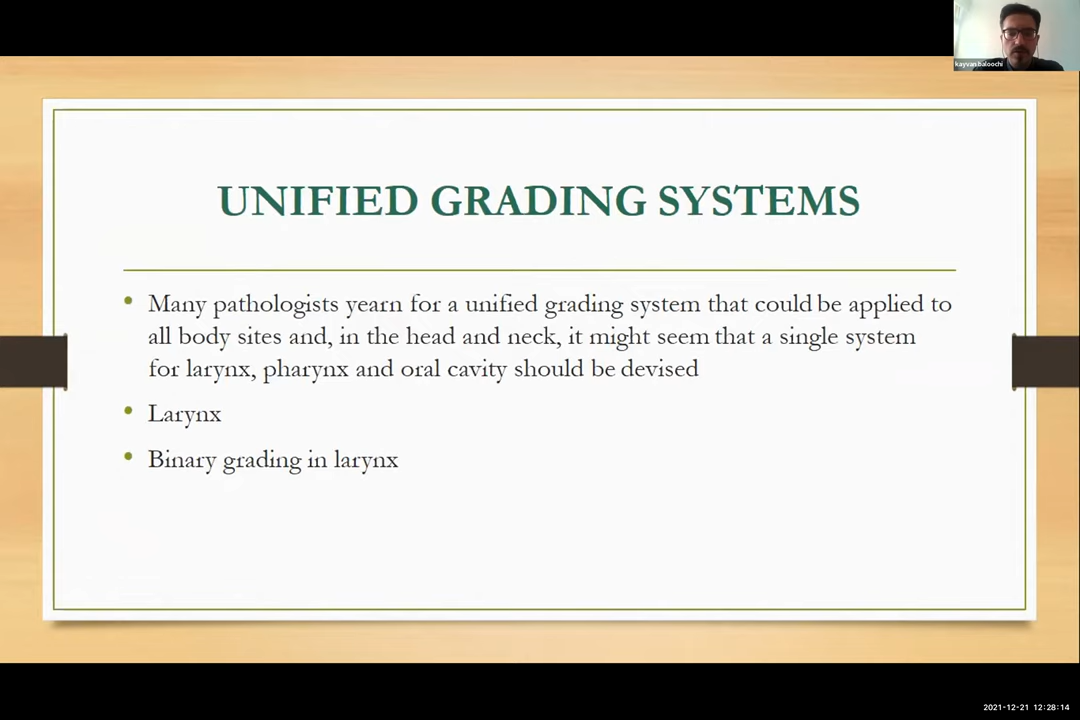 kayvan baloochi
UNIFIED GRADING SYSTEMS
• Many pathologists yearn for a unified grading system that could be applied to
all body sites and, in the head and neck, it might seem that a single system
for larynx, pharynx and oral cavity should be devised
• Larynx
• Binary grading in larynx
2021-12-21 12:28:14